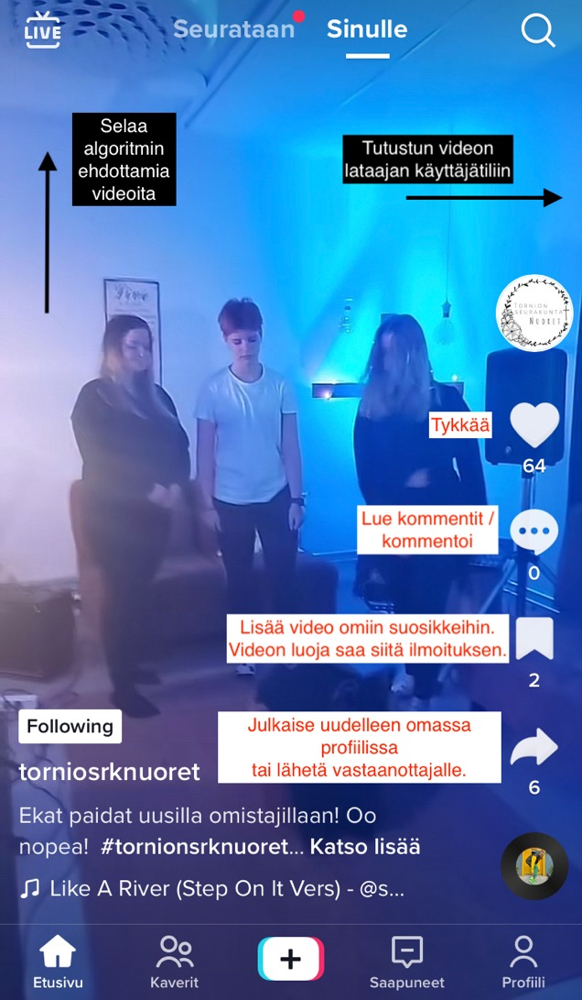 LIVE
Seurataan
Sinulle
Selaa
algoritmin
ehdottamia
videoita
Tutustun videon
lataajan käyttäjätiliin
TORNION
SEURAKUNTA
NUORET
Tykkää
64
Lue kommentit /
kommentoi
0
Lisää video omiin suosikkeihin.
Videon luoja saa siitä ilmoituksen.
2
Following
Julkaise uudelleen omassa
profiilissa
tai lähetä vastaanottajalle.
6
torniosrknuoret
Ekat paidat uusilla omistajillaan! Oo
nopea! #tornionsrknuoret... Katso lisää
Like A River (Step On It Vers) - @s...
Etusivu
Kaverit
Saapuneet
Profiili